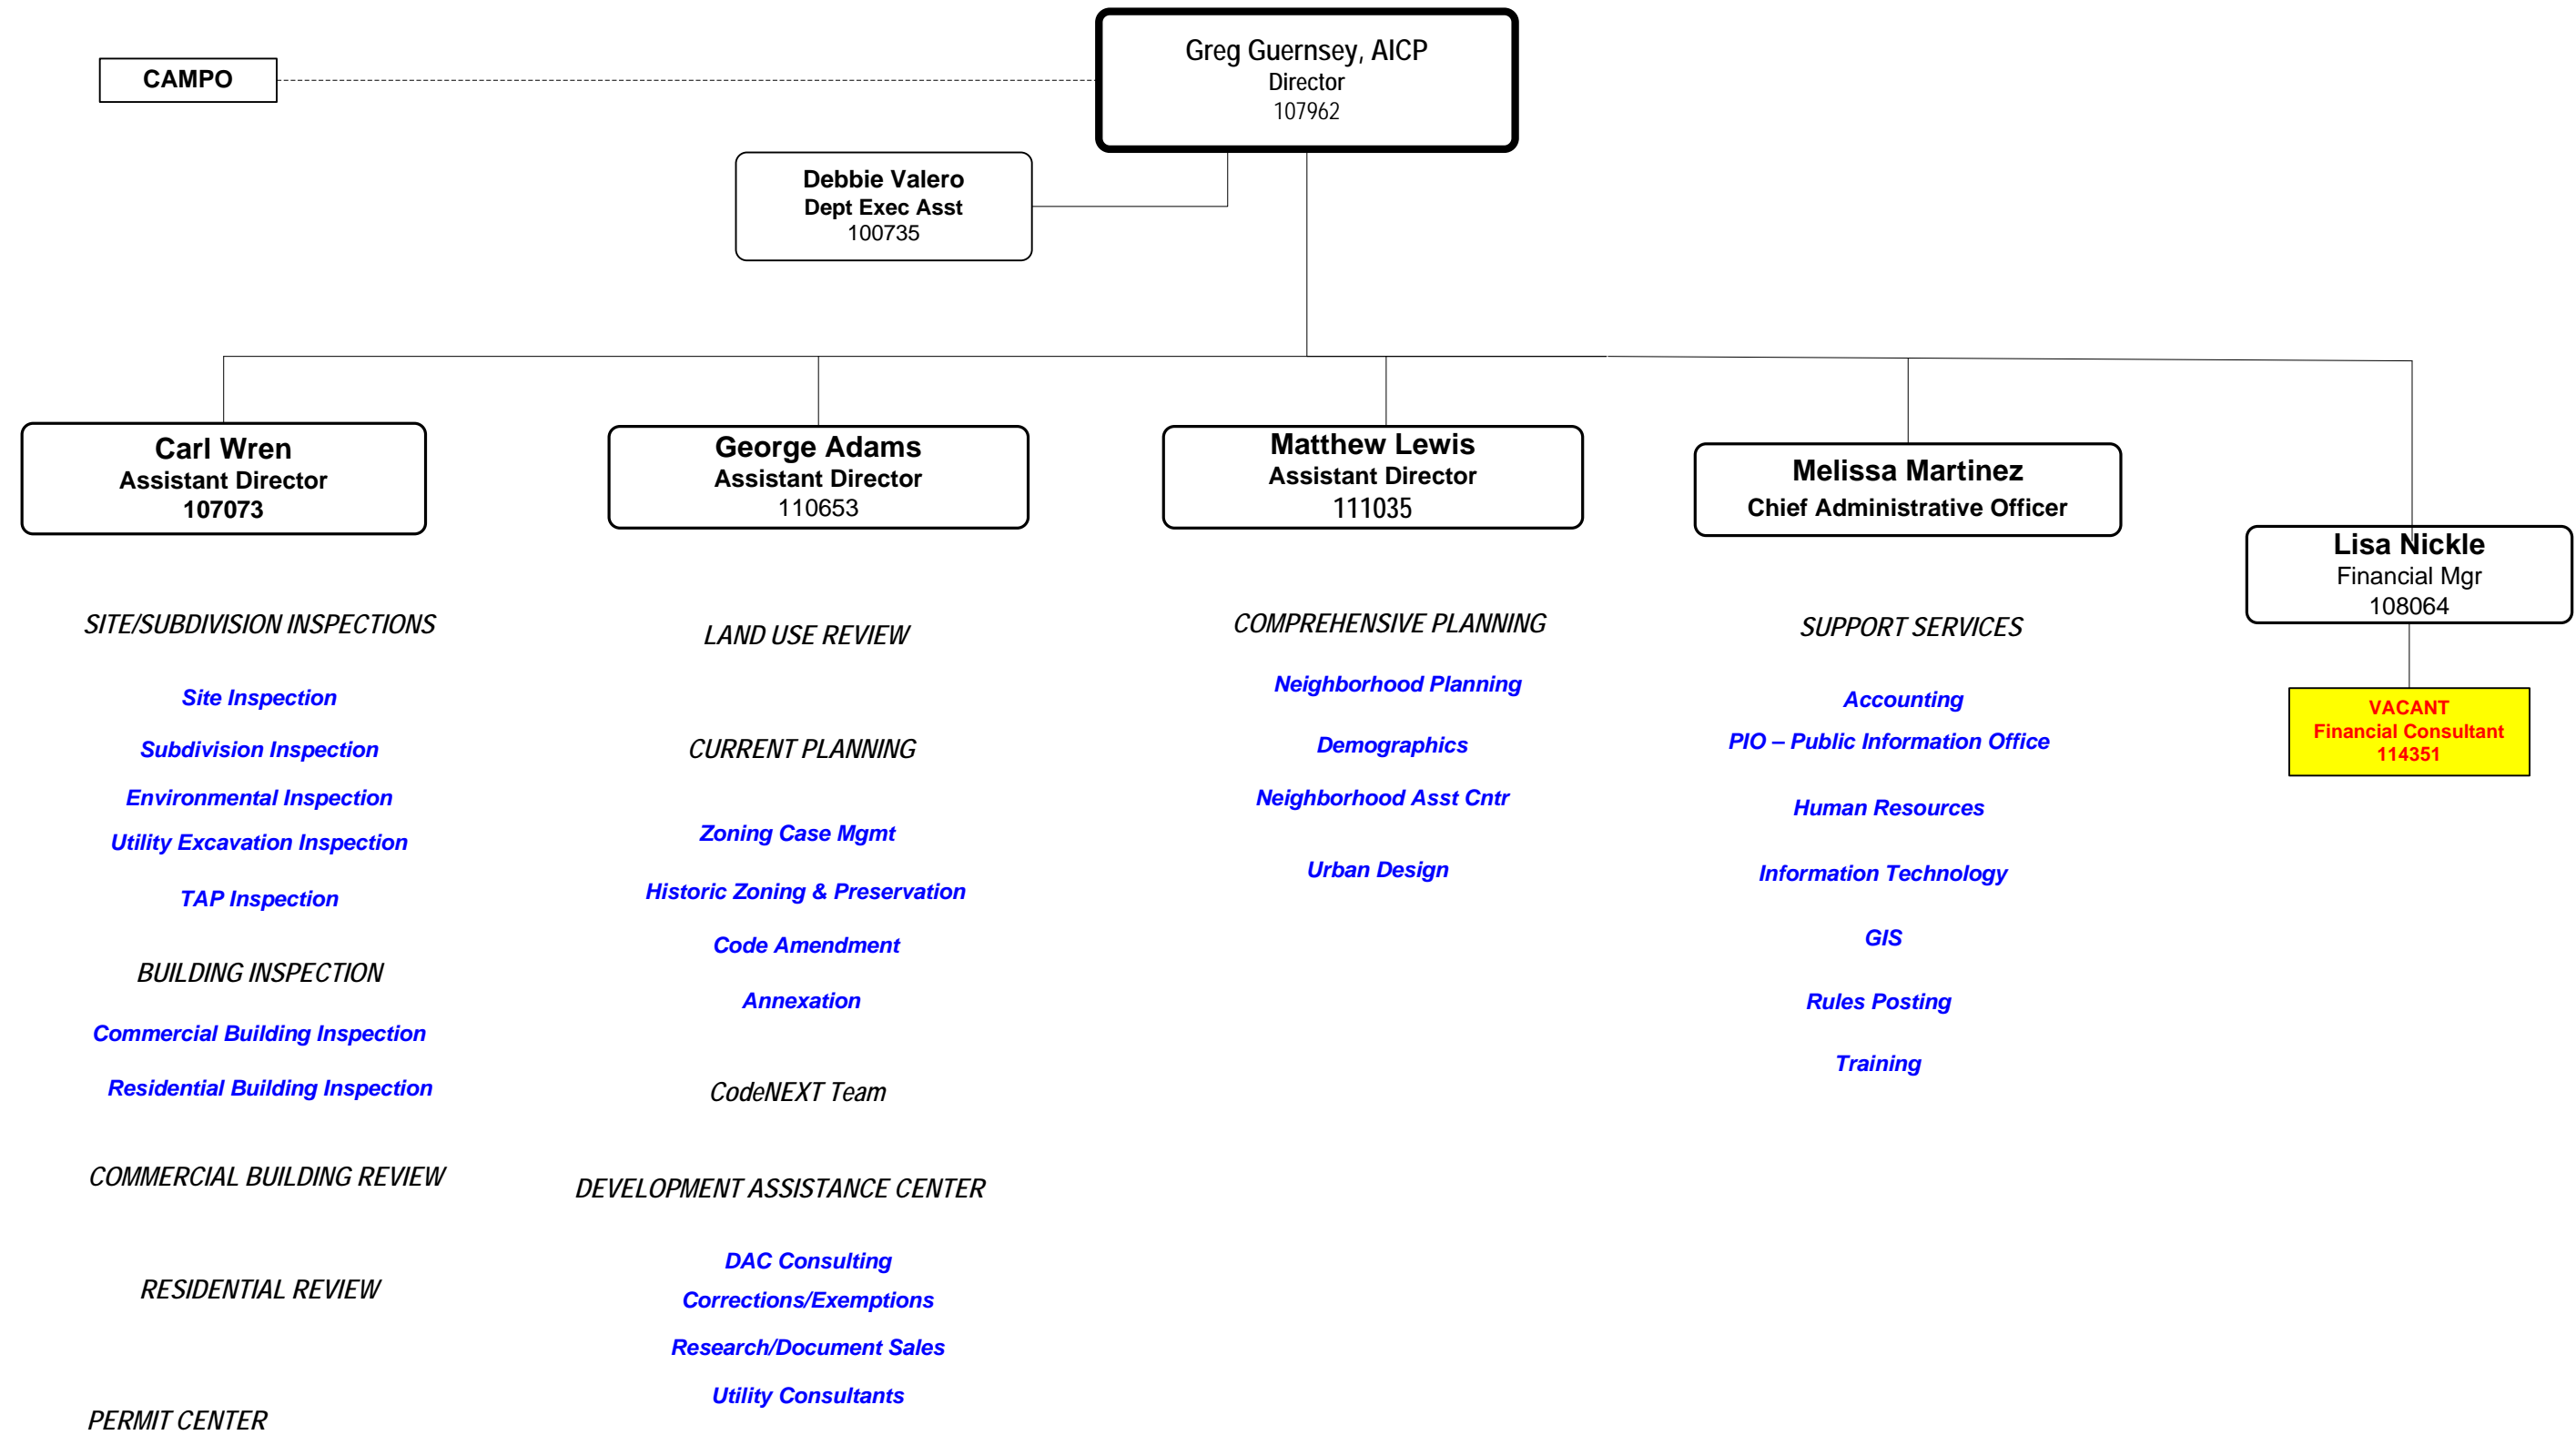 Greg Guernsey, AICP
Director
107962
CAMPO
Debbie Valero
Dept Exec Asst
100735
Carl Wren
Assistant Director
107073
George Adams
Assistant Director
110653
Matthew Lewis
Assistant Director
111035
Melissa Martinez
Chief Administrative Officer
Lisa Nickle
Financial Mgr
108064
VACANT
Financial Consultant
114351
SITE/SUBDIVISION INSPECTIONS
Site Inspection
Subdivision Inspection
Environmental Inspection
Utility Excavation Inspection
TAP Inspection
BUILDING INSPECTION
Commercial Building Inspection
Residential Building Inspection
COMMERCIAL BUILDING REVIEW
RESIDENTIAL REVIEW
PERMIT CENTER
LAND USE REVIEW
CURRENT PLANNING
Zoning Case Mgmt
Historic Zoning & Preservation
Code Amendment
Annexation
CodeNEXT Team
DEVELOPMENT ASSISTANCE CENTER
DAC Consulting
Corrections/Exemptions
Research/Document Sales
Utility Consultants
COMPREHENSIVE PLANNING
Neighborhood Planning
Demographics
Neighborhood Asst Cntr
Urban Design
SUPPORT SERVICES
Accounting
PIO – Public Information Office
Human Resources
Information Technology
GIS
Rules Posting
Training